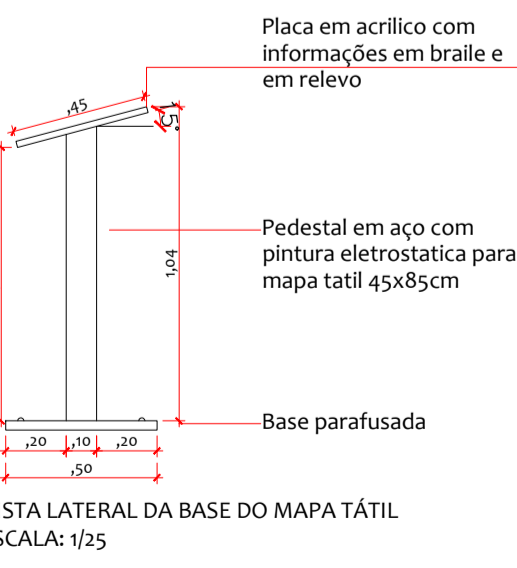 Placa em acrilico com
informações em braile e
em relevo
,45
15°
Pedestal em aço com
pintura eletrostatica para
mapa tatil 45x85cm
1,04
Base parafusada
,20 ,10 ,20
,50
STA LATERAL DA BASE DO MAPA TÁTIL
SCALA: 1/25